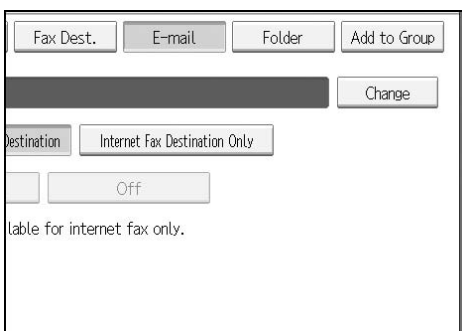 Fax Dest. E-mail Folder Add to Group
Change
Destination Internet Fax Destination Only
Off
lable for internet fax only.